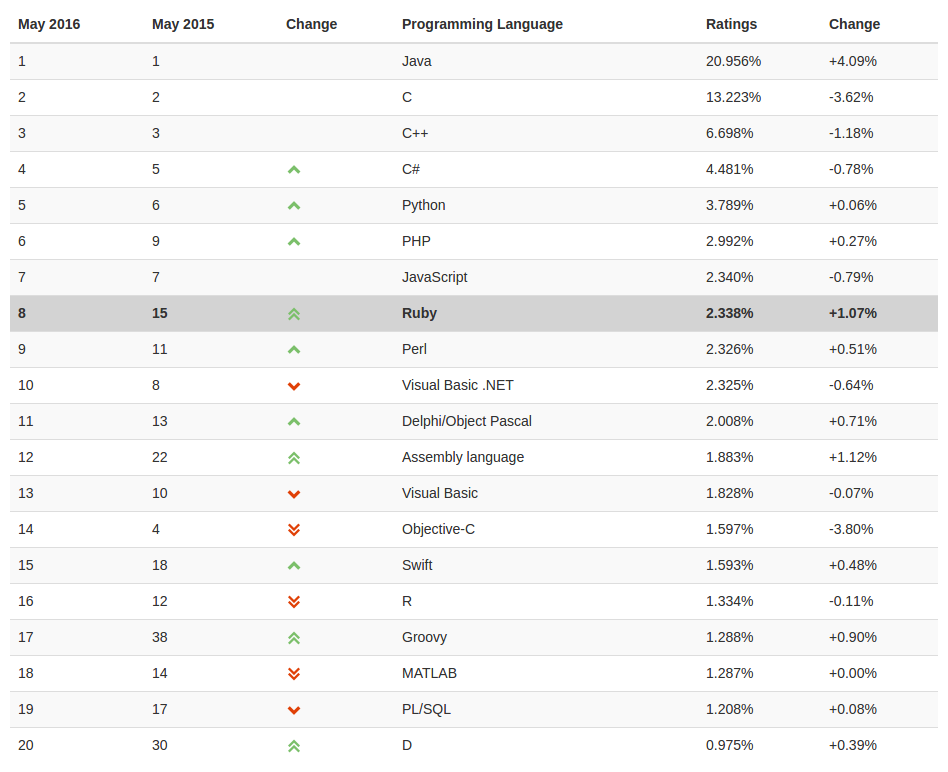 May 2016 May 2015 Change Programming Language Ratings Change
1 1 Java 20.956% +4.09%
2 2 C 13.223% -3.62%
3 3 C++ 6.698% -1.18%
4 5 C# 4.481% -0.78%
5 6 Python 3.789% +0.06%
6 9 PHP 2.992% +0.27%
7 7 JavaScript 2.340% -0.79%
8 15 Ruby 2.338% +1.07%
9 11 Perl 2.326% +0.51%
10 8 Visual Basic .NET 2.325% -0.64%
11 13 Delphi/Object Pascal 2.008% +0.71%
12 22 Assembly language 1.883% +1.12%
13 10 Visual Basic 1.828% -0.07%
14 4 Objective-C 1.597% -3.80%
15 18 Swift 1.593% +0.48%
16 12 R 1.334% -0.11%
17 38 Groovy 1.288% +0.90%
18 14 MATLAB 1.287% +0.00%
19 17 PL/SQL 1.208% +0.08%
20 30 D 0.975% +0.39%